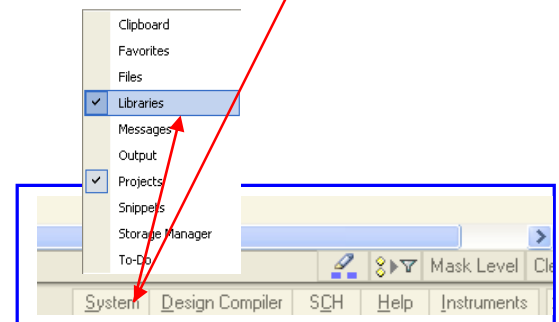 Clipboard
Favorites
Files
Libraries
Messages
Output
Projects
Snippets
Storage Manager
To-Do
Mask Level Cle
System Design Compiler SCH Help Instruments